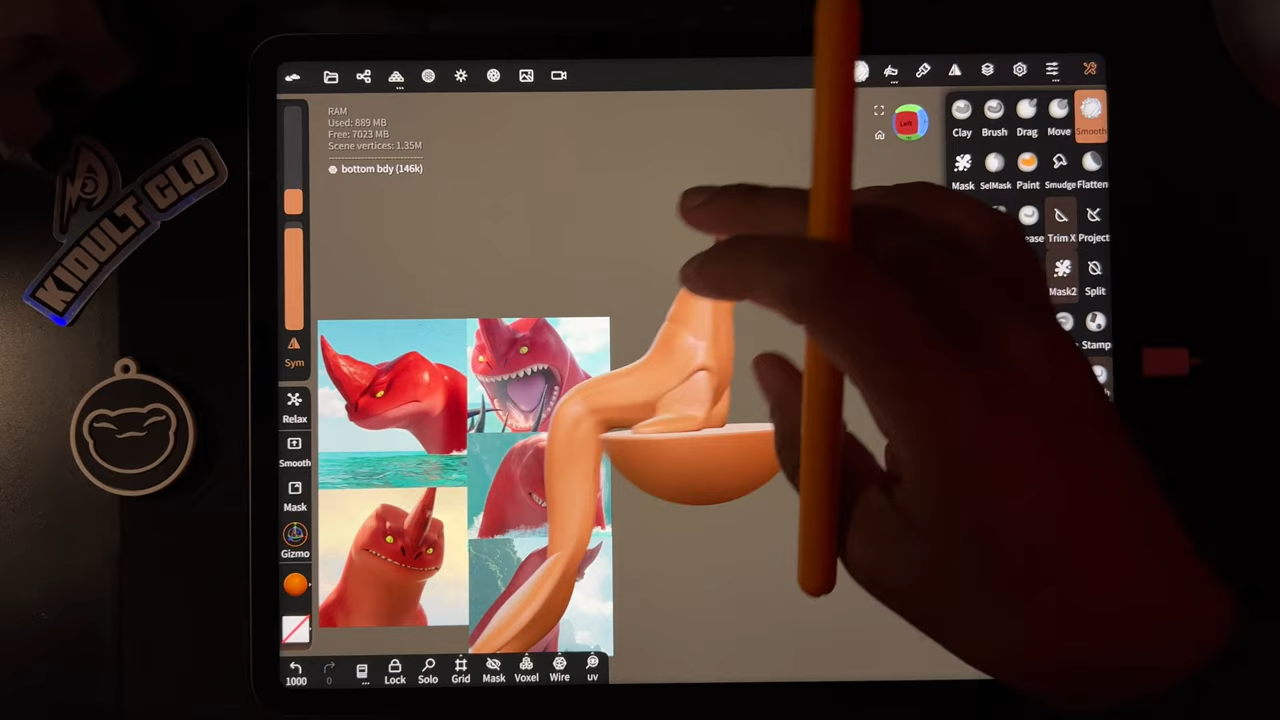 KIDULT CLO
RAM
Used: 889 MB
Free: 7023 MB
Scene vertices: 1.35M
bottom bdy (146k)
Left
Clay
Brush
Drag
Move
Smooth
Mask
SelMask
Paint
Smudge
Flatten
ease
Trim X
Project
Mask2
Split
Stamp
Sym
Relax
Smooth
Mask
Gizmo
1000
0
Lock
Solo
Grid
Mask
Voxel
Wire
uv